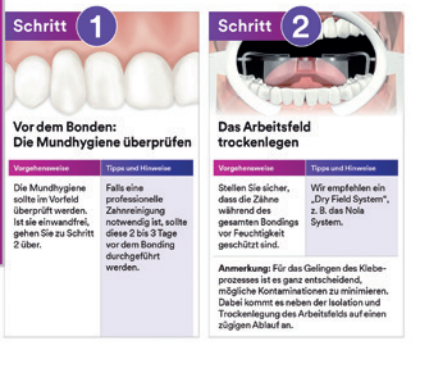 Schritt 1
Vor dem Bonden:
Die Mundhygiene überprüfen
Vorgehensweise
Die Mundhygiene
sollte im Vorfeld
überprüft werden.
Ist sie einwandfrei,
gehen Sie zu Schritt
2 über.
Tipps und Hinweise
Falls eine
professionelle
Zahnreinigung
notwendig ist, sollte
diese 2 bis 3 Tage
vor dem Bonding
durchgeführt
werden.
Schritt 2
Das Arbeitsfeld
trockenlegen
Vorgehensweise
Stellen Sie sicher,
dass die Zähne
während des
gesamten Bondings
vor Feuchtigkeit
geschützt sind.
Tipps und Hinweise
Wir empfehlen ein
„Dry Field System“,
z. B. das Nola
System.
Anmerkung: Für das Gelingen des Klebe-
prozesses ist es ganz entscheidend,
mögliche Kontaminationen zu minimieren.
Dabei kommt es neben der Isolation und
Trockenlegung des Arbeitsfelds auf einen
zügigen Ablauf an.